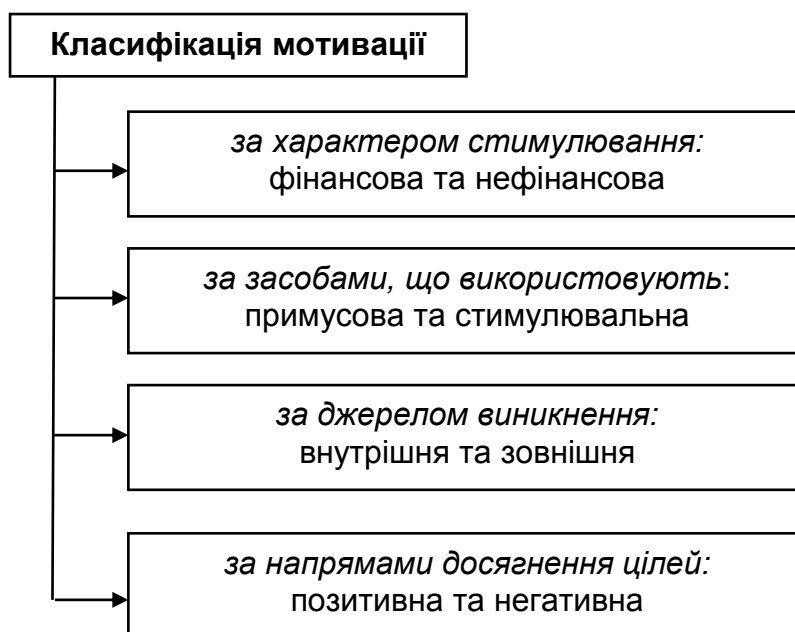 Класифікація мотивації
за характером стимулювання:
фінансова та нефінансова
за засобами, що використовують:
примусова та стимулювальна
за джерелом виникнення:
внутрішня та зовнішня
за напрямами досягнення цілей:
позитивна та негативна